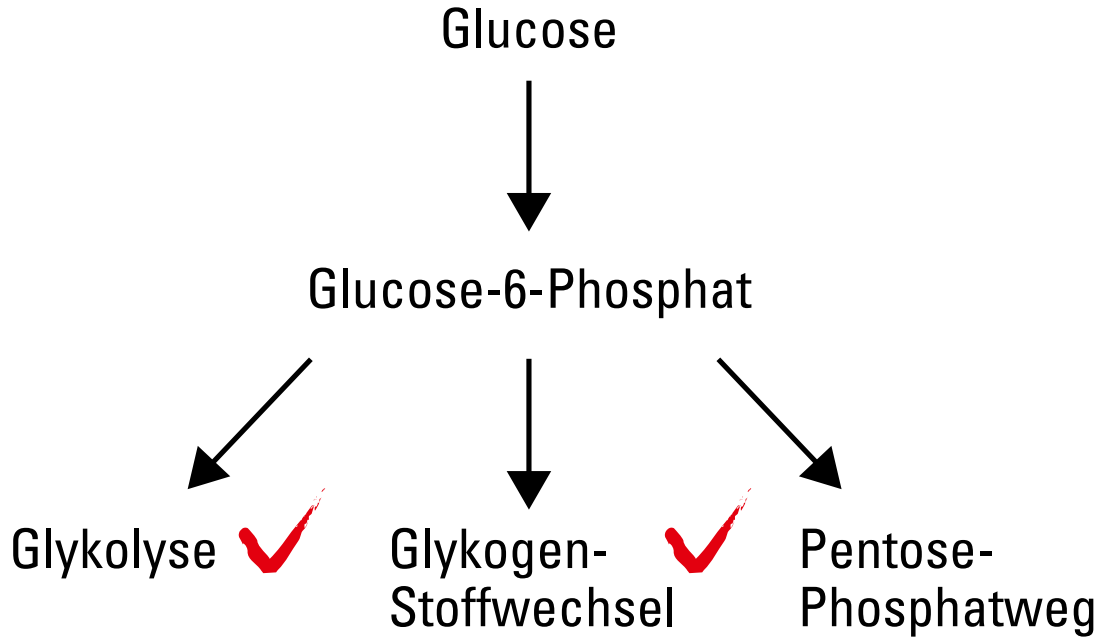 Glucose
Glucose-6-Phosphat
Glykolyse
Glykogen-
Stoffwechsel
Pentose-
Phosphatweg